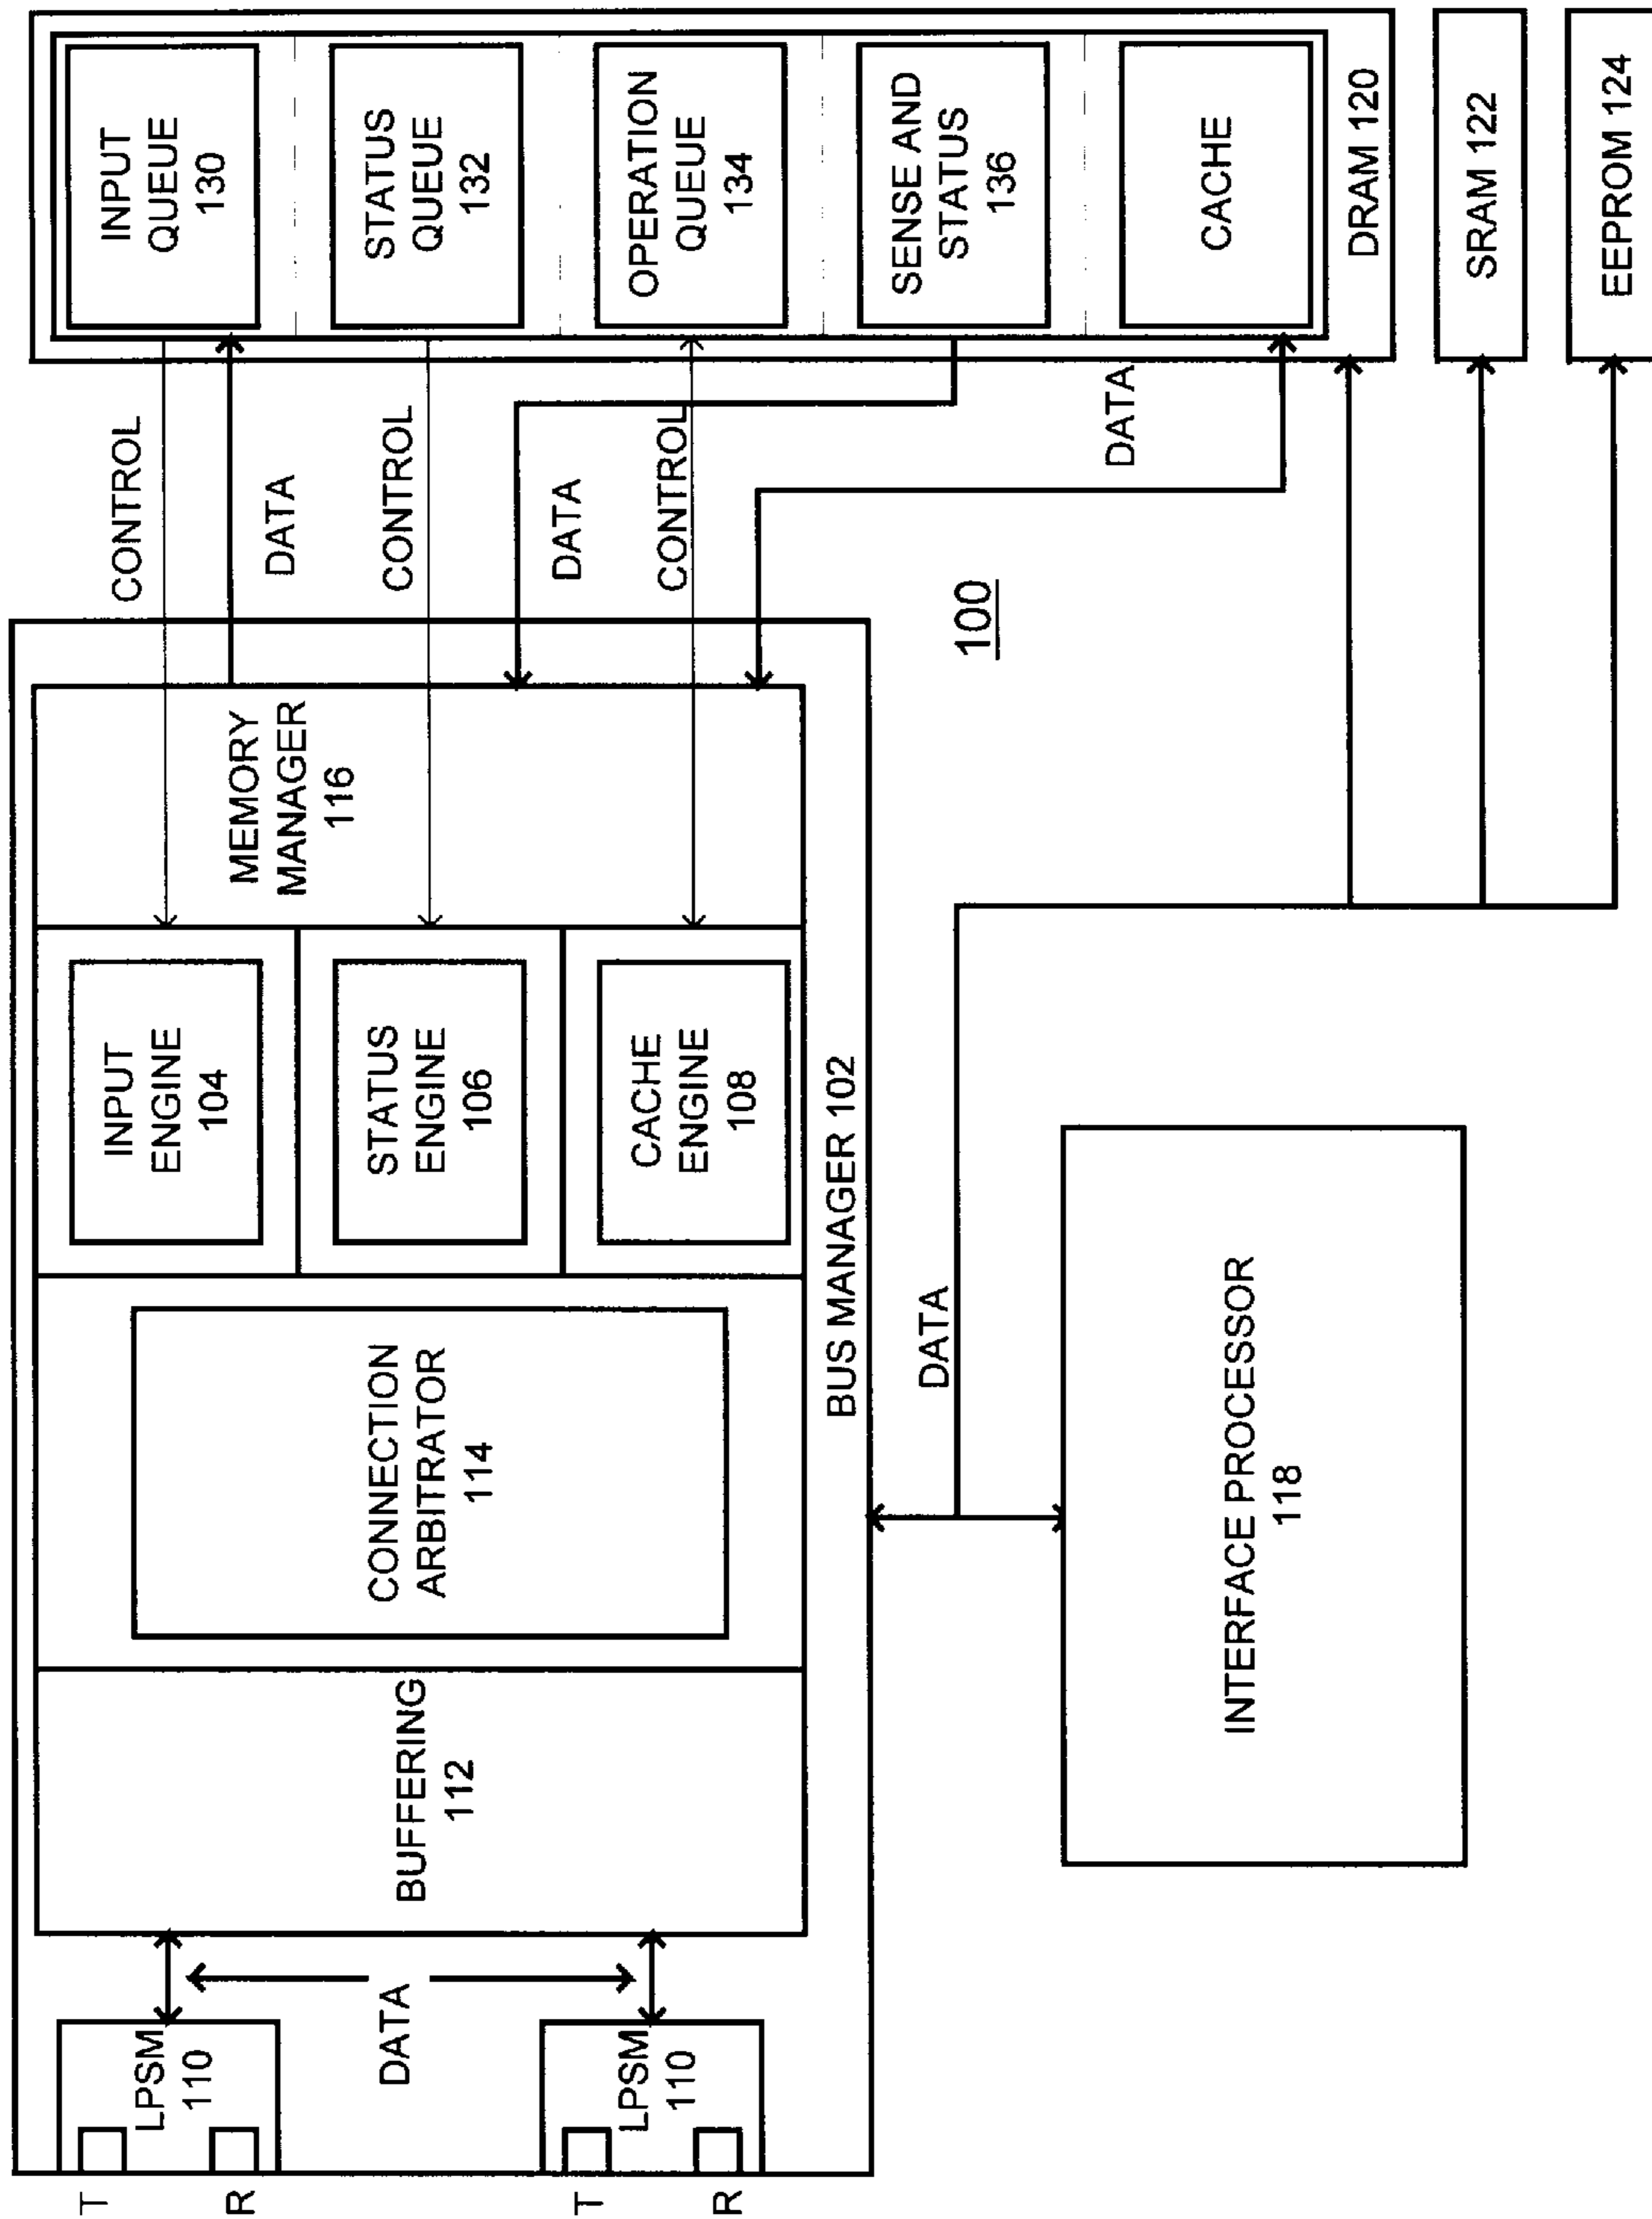 T
R
T
R
LPSM
110
LPSM
110
DATA
BUFFERING
112
CONNECTION
ARBITRATOR
114
INPUT
ENGINE
104
STATUS
ENGINE
106
CACHE
ENGINE
108
MEMORY
MANAGER
116
BUS MANAGER 102
CONTROL
DATA
CONTROL
DATA
CONTROL
DATA
INPUT
QUEUE
130
STATUS
QUEUE
132
OPERATION
QUEUE
134
SENSE AND
STATUS
136
CACHE
DRAM 120
SRAM 122
EEPROM 124
100
DATA
INTERFACE PROCESSOR
118